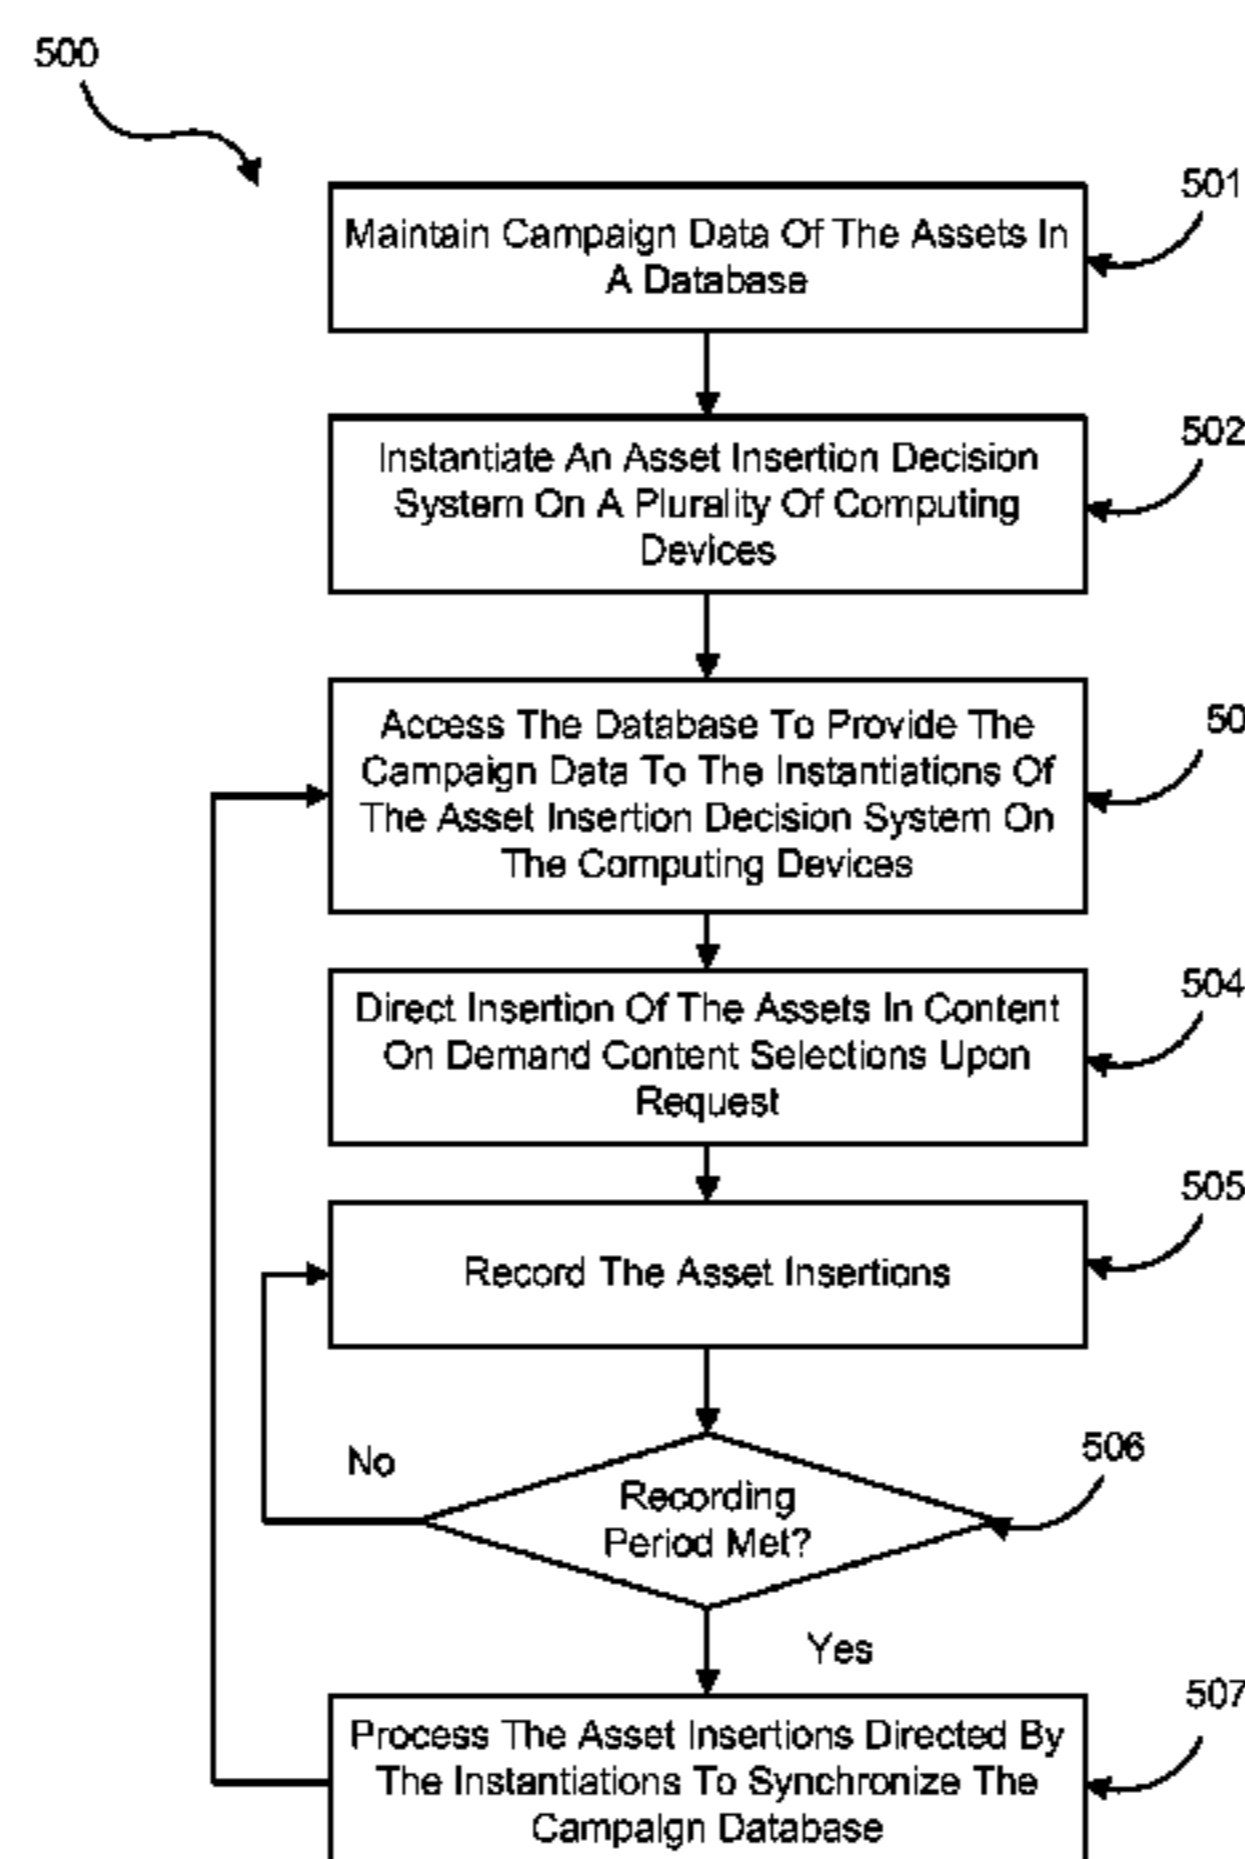 500
501
Maintain Campaign Data Of The Assets In
A Database
502
Instantiate An Asset Insertion Decision
System On A Plurality Of Computing
Devices
50
Access The Database To Provide The
Campaign Data To The Instantiations Of
The Asset Insertion Decision System On
The Computing Devices
504
Direct Insertion Of The Assets In Content
On Demand Content Selections Upon
Request
505
Record The Asset Insertions
No
506
Recording
Period Met?
Yes
507
Process The Asset Insertions Directed By
The Instantiations To Synchronize The
Campaign Database